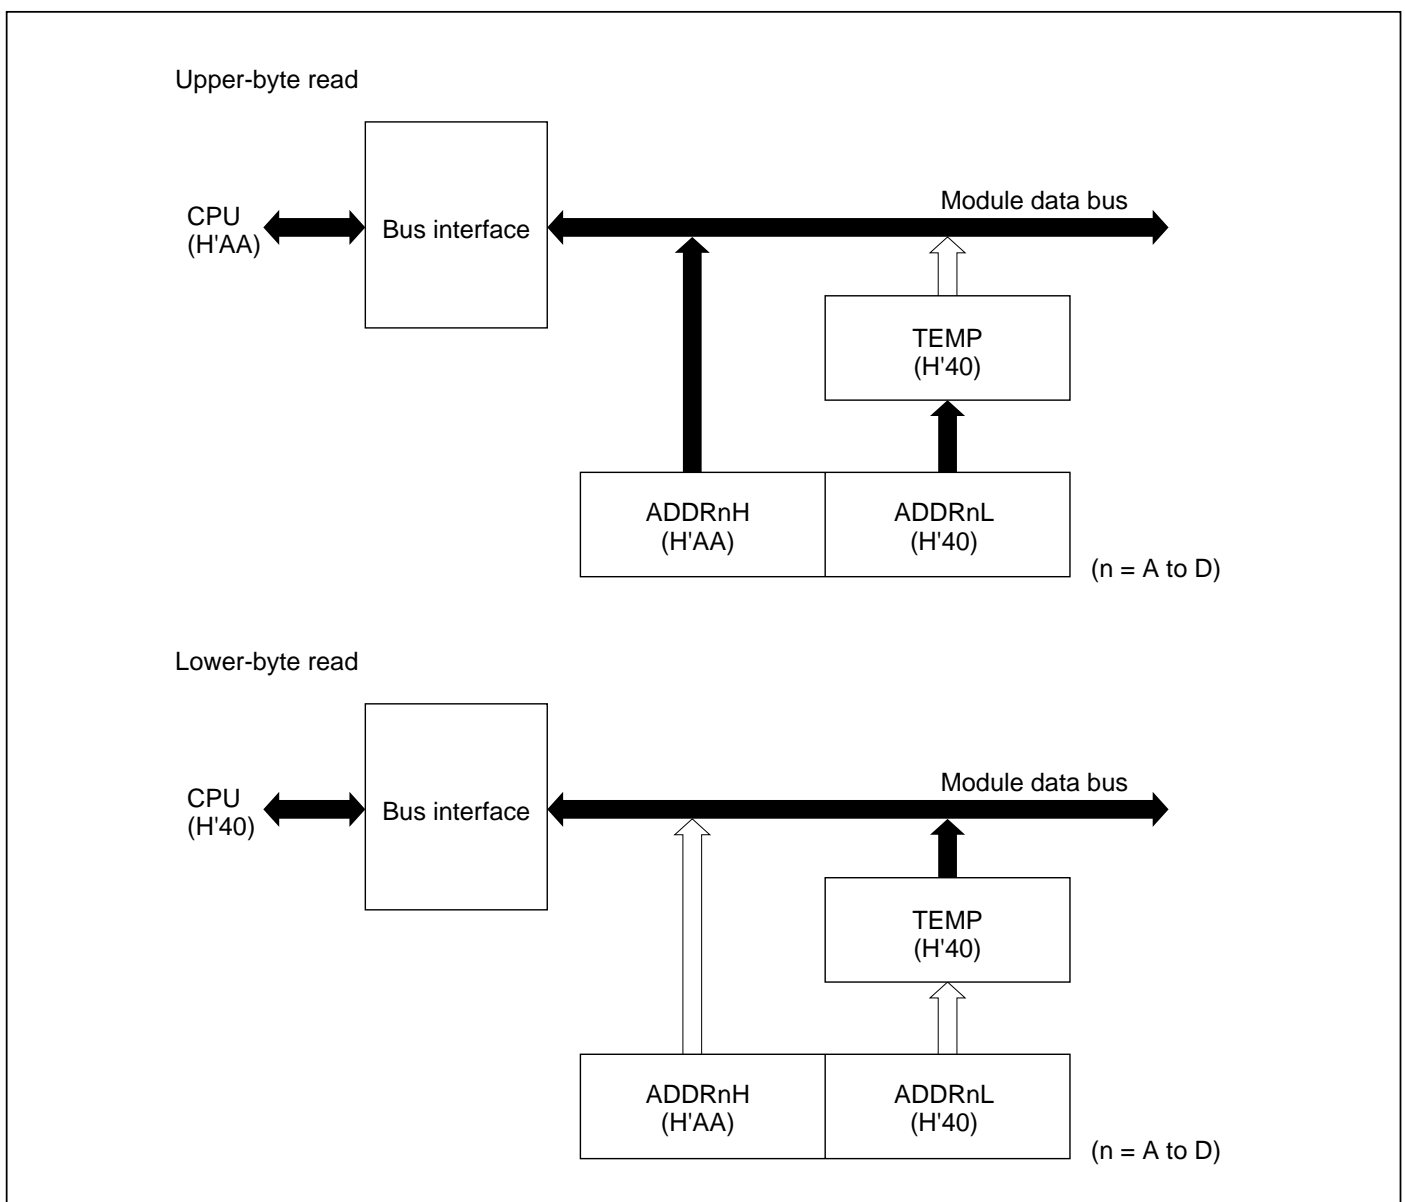 Upper-byte read
Module data bus
CPU
(H'AA)
Bus interface
TEMP
(H'40)
ADDRnH
(H'AA)
ADDRnL
(H'40)
(n = A to D)
Lower-byte read
Module data bus
CPU
(H'40)
Bus interface
TEMP
(H'40)
ADDRnH
(H'AA)
ADDRnL
(H'40)
(n = A to D)